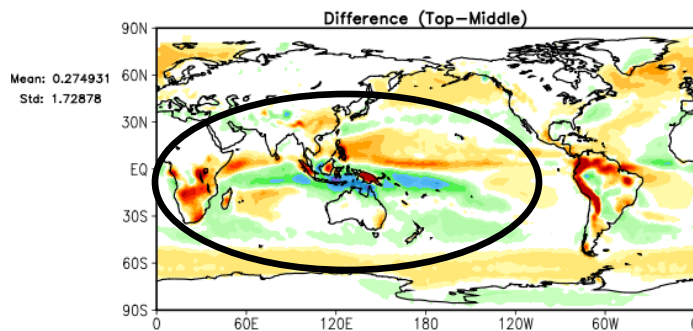 Difference (Top-Middle)
Mean: 0.274931
Std: 1.72878
90N
60N
30N
EQ
30S
60S
90S
0 60E 120E 180 120W 60W